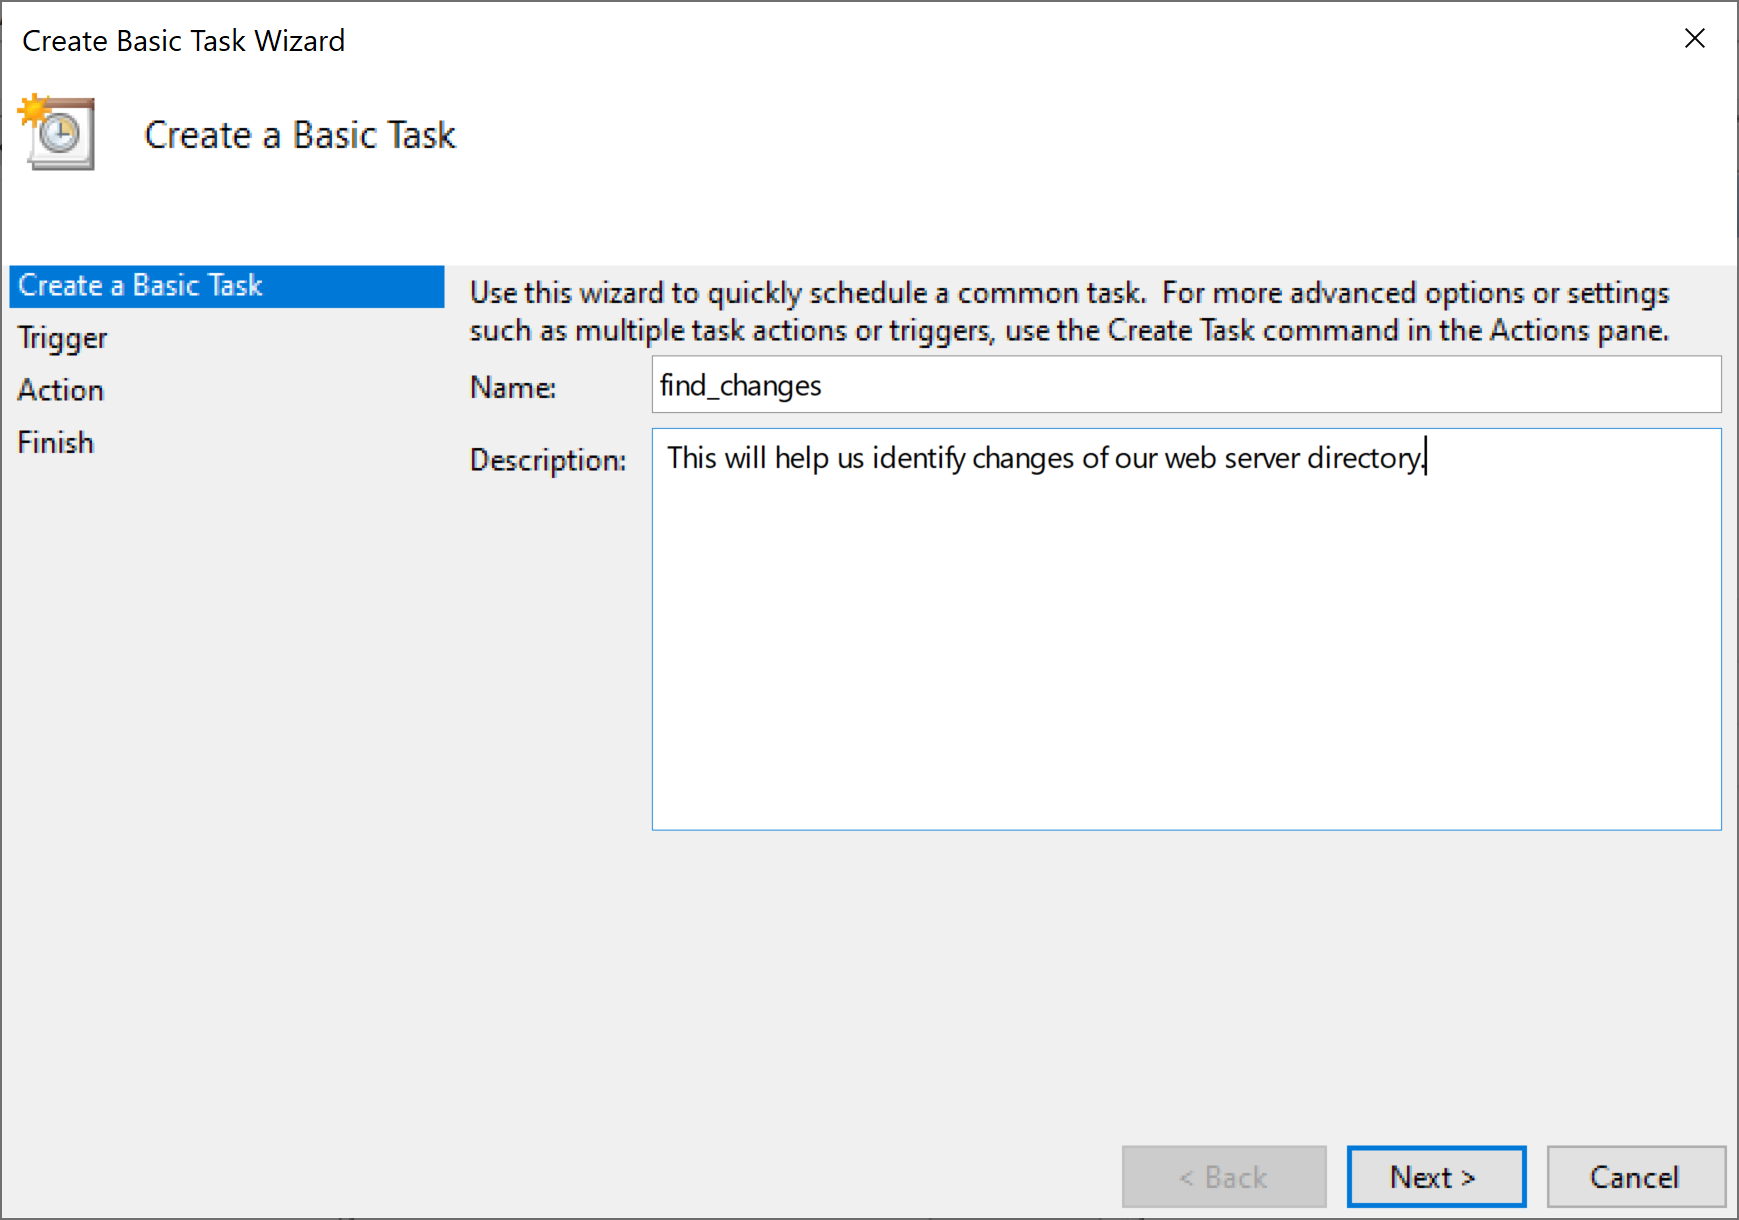 Create Basic Task Wizard
Create a Basic Task
Create a Basic Task
Trigger
Action
Finish
Use this wizard to quickly schedule a common task.  For more advanced options or settings
such as multiple task actions or triggers, use the Create Task command in the Actions pane.
Name:
find_changes
Description:
This will help us identify changes of our web server directory.
< Back
Next >
Cancel